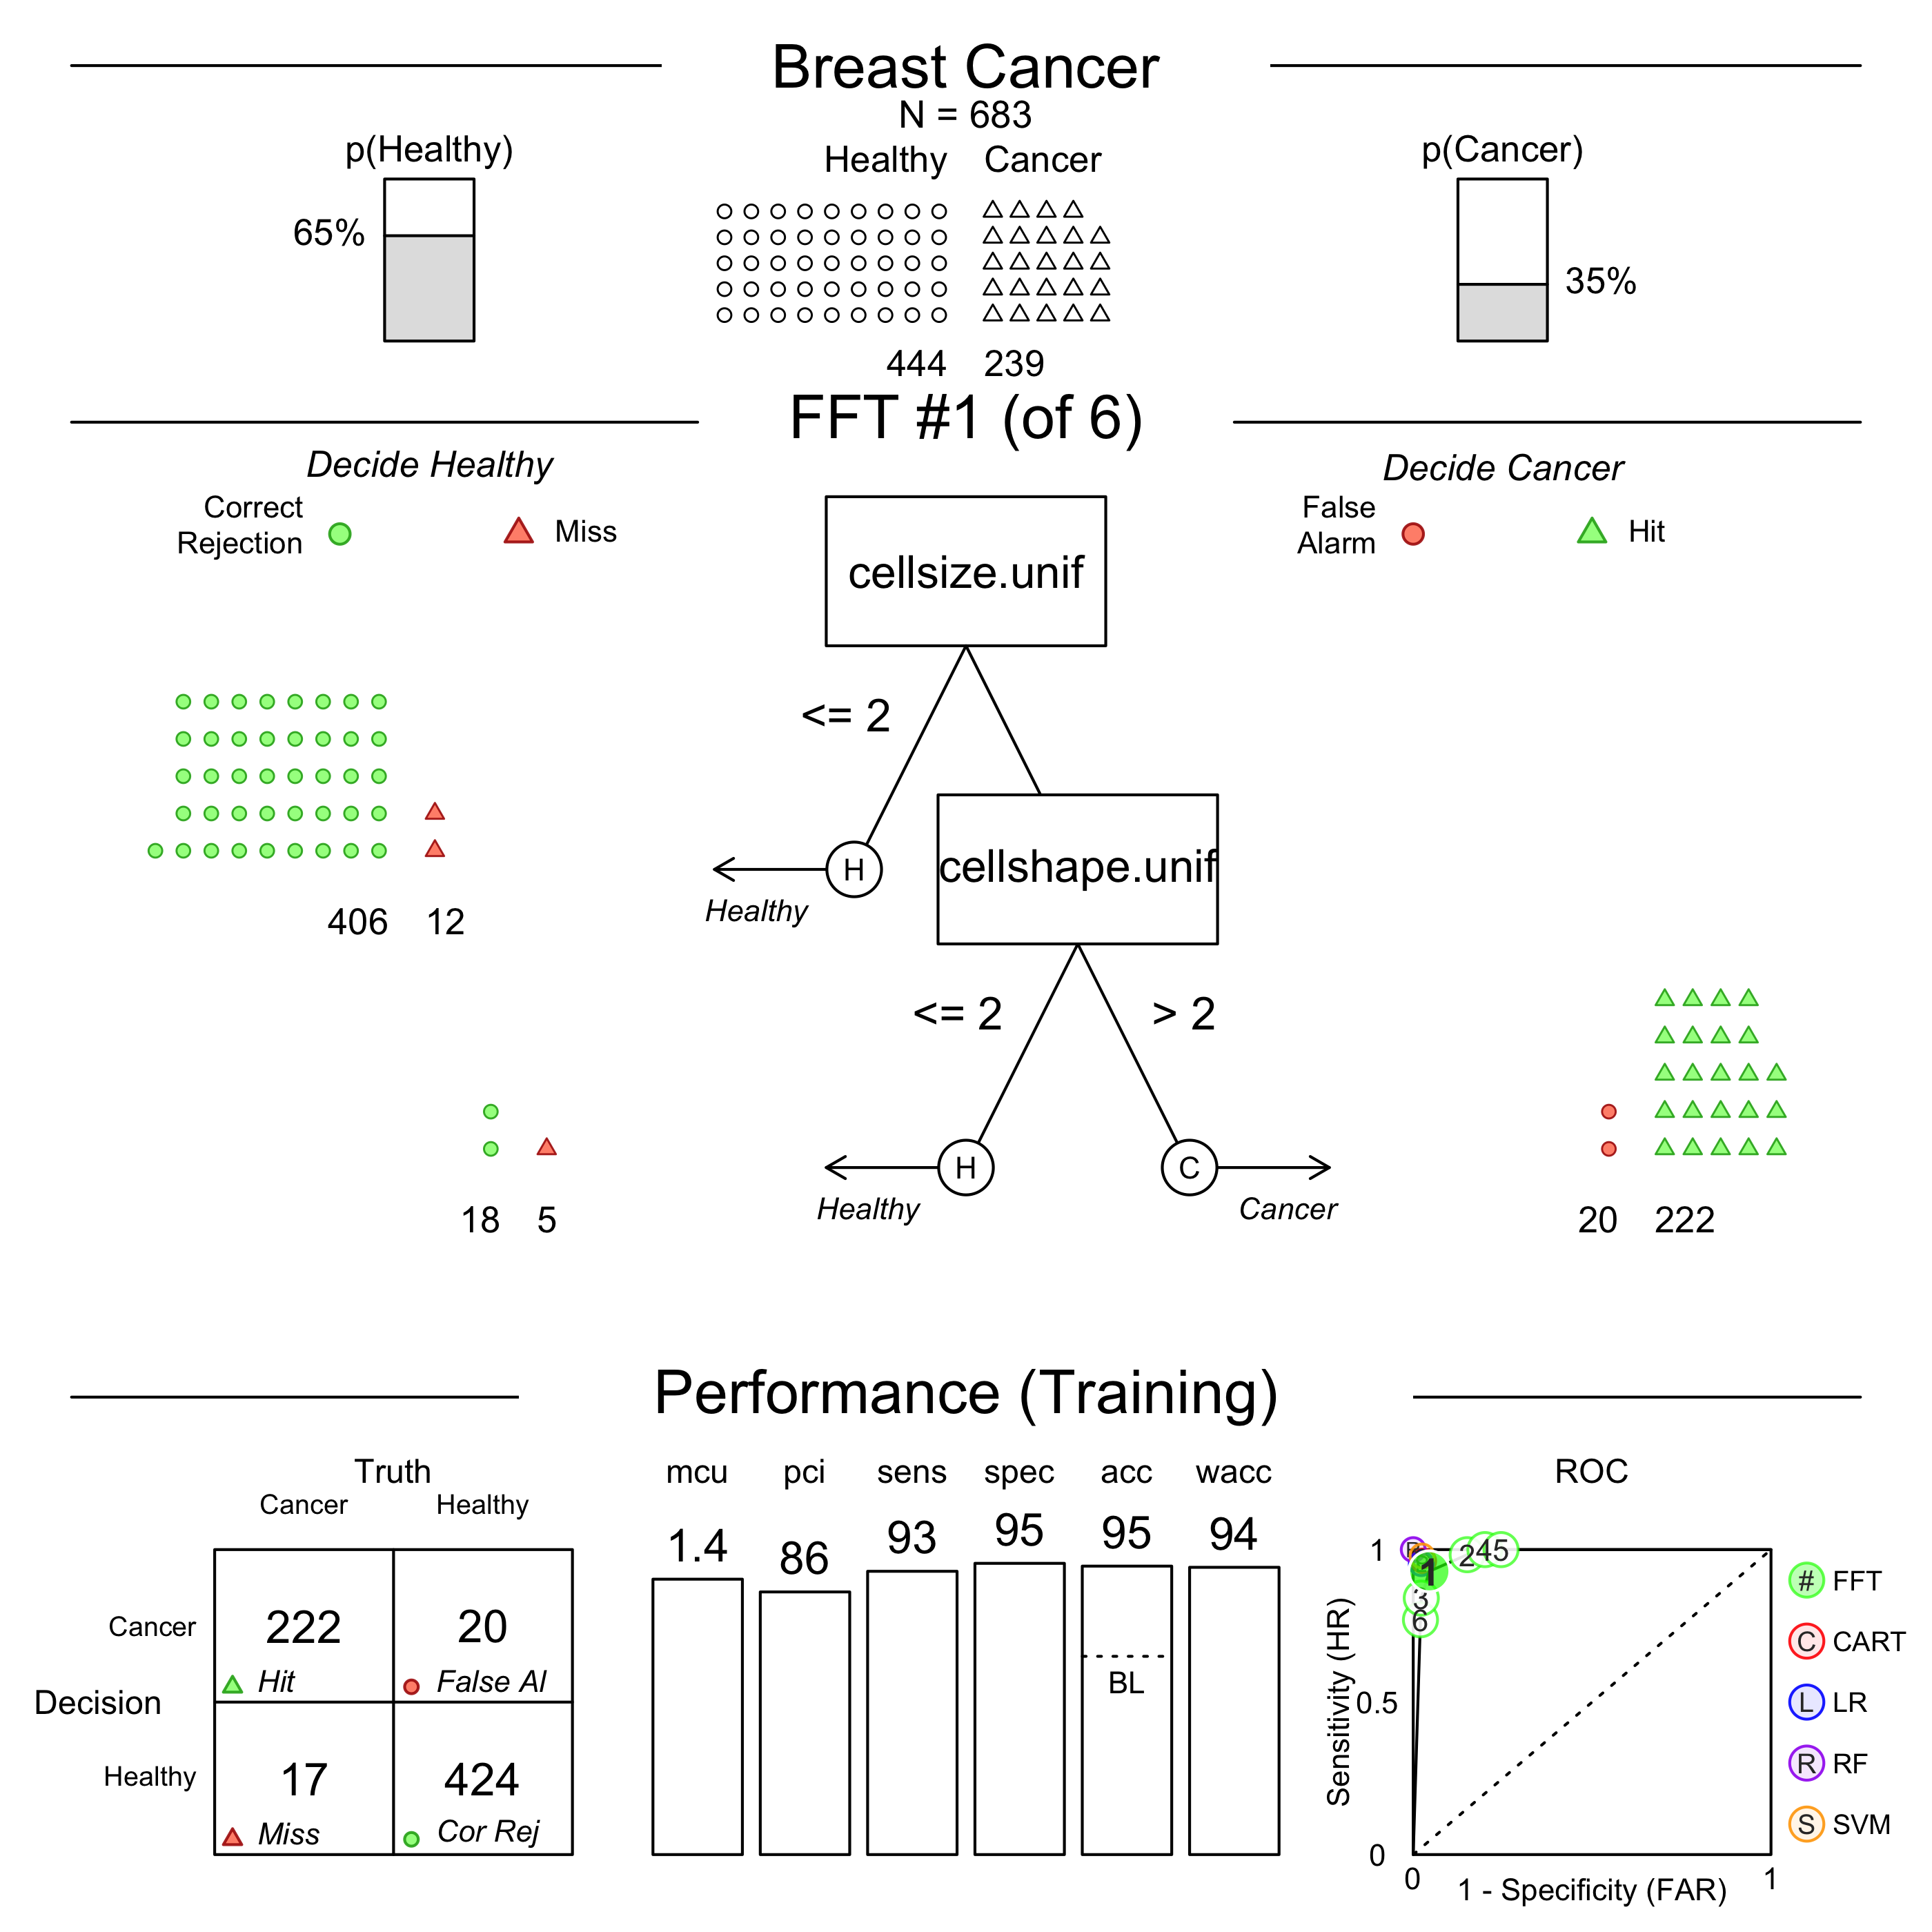 Breast Cancer
N = 683
p(Healthy)
Healthy
Cancer
p(Cancer)
65%
35%
444
239
FFT #1 (of 6)
Decide Healthy
Decide Cancer
Correct
Rejection
Miss
False
Alarm
Hit
cellsize.unif
<= 2
H
Healthy
cellshape.unif
406
12
<= 2
> 2
H
Healthy
C
Cancer
18
5
20
222
Performance (Training)
Truth
Cancer
Healthy
Decision
Cancer
222
Hit
20
False Al
Healthy
17
Miss
424
Cor Rej
mcu
pci
sens
spec
acc
wacc
1.4
86
93
95
95
94
BL
ROC
Sensitivity (HR)
1
0.5
0
0
1
1 - Specificity (FAR)
1
2
4
5
3
6
# FFT
C CART
L LR
R RF
S SVM